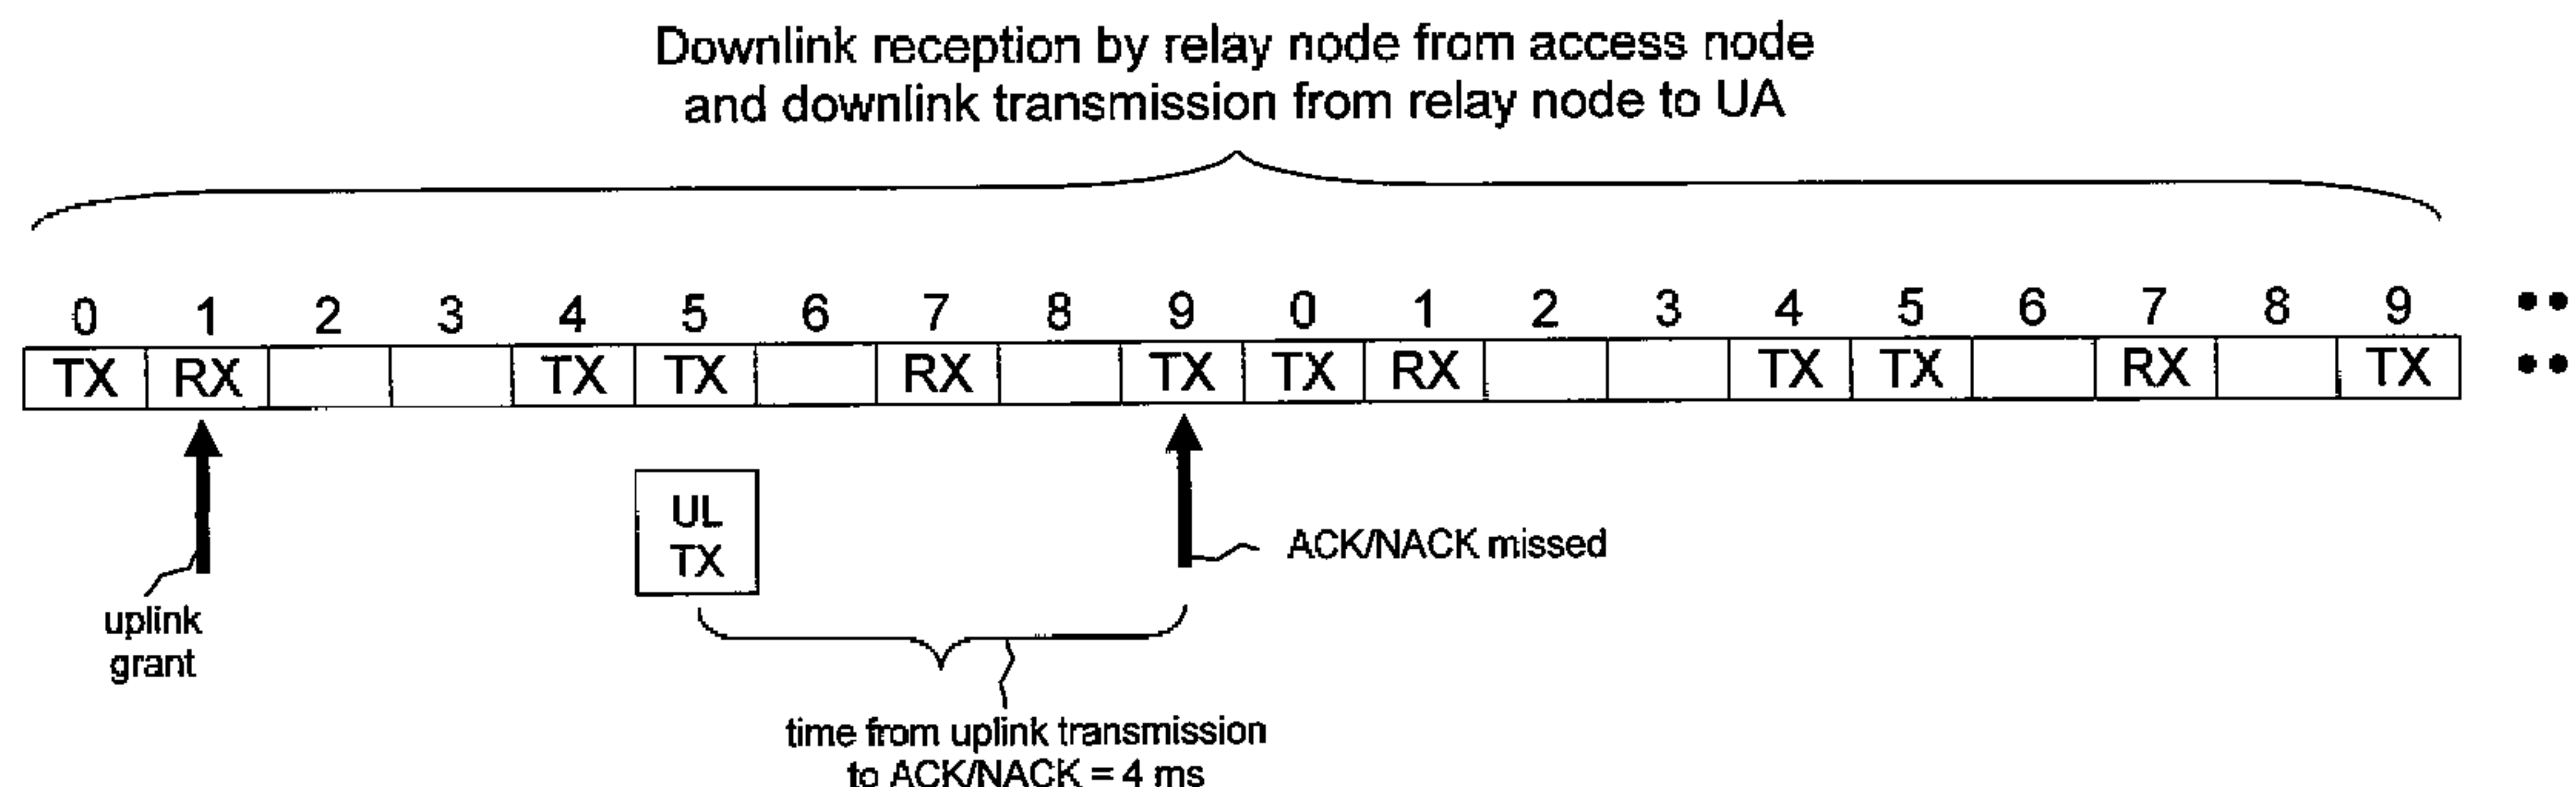 Downlink reception by relay node from access node
and downlink transmission from relay node to UA
0 1 2 3 4 5 6 7 8 9 0 1 2 3 4 5 6 7 8 9
TX RX TX TX RX TX TX RX TX TX RX TX
UL
TX
ACK/NACK missed
uplink
grant
time from uplink transmission
to ACK/NACK = 4 ms